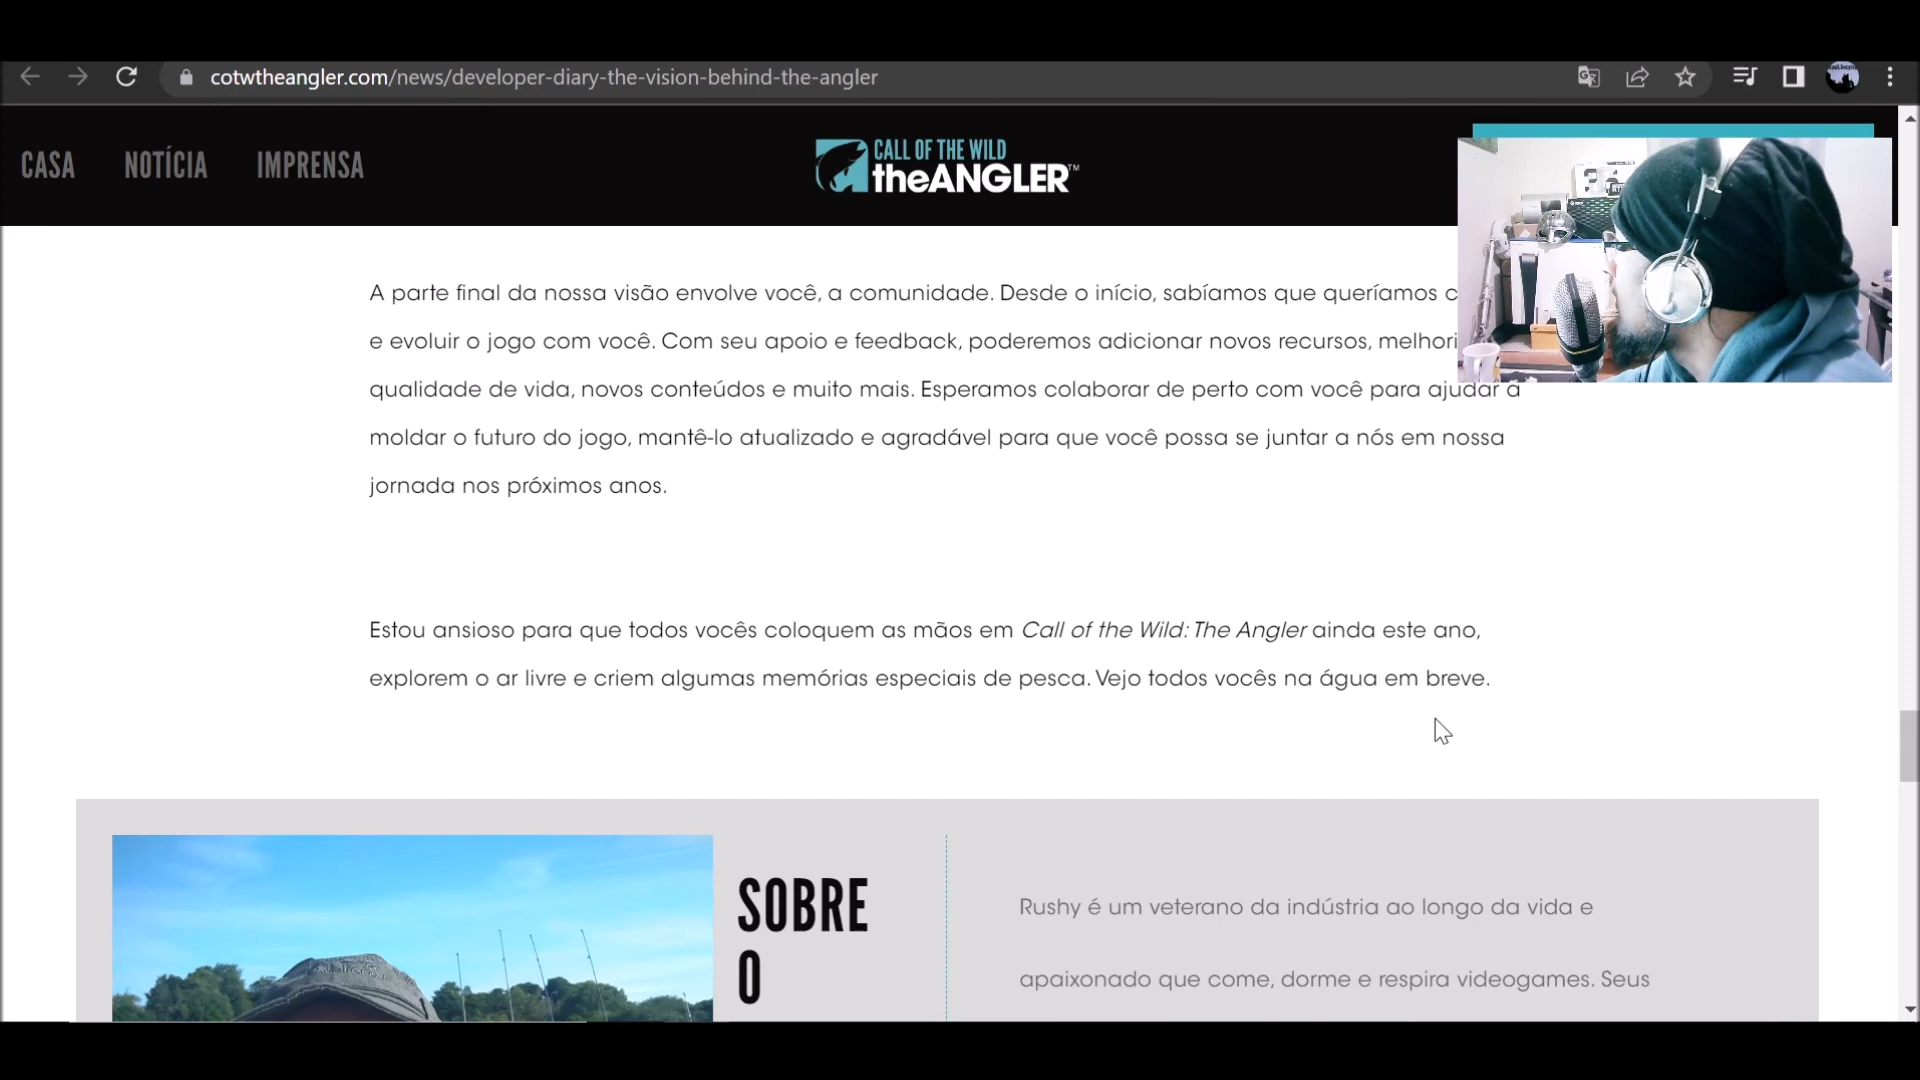 cotwtheangler.com/news/developer-diary-the-vision-behind-the-angler
CASA NOTÍCIA IMPRENSA
CALL OF THE WILD
theANGLER™
A parte final da nossa visão envolve você, a comunidade. Desde o início, sabíamos que queríamos
e evoluir o jogo com você. Com seu apoio e feedback, poderemos adicionar novos recursos,
qualidade de vida, novos conteúdos e muito mais. Esperamos colaborar de perto com você para ajudar a
moldar o futuro do jogo, mantê-lo atualizado e agradável para que você possa se juntar a nós em nossa
jornada nos próximos anos.
Estou ansioso para que todos vocês coloquem as mãos em Call of the Wild: The Angler ainda este ano,
explorem o ar livre e criem algumas memórias especiais de pesca. Vejo todos vocês na água em breve.
SOBRE
O
Rushy é um veterano da indústria ao longo da vida e
apaixonado que come, dorme e respira videogames. Seus